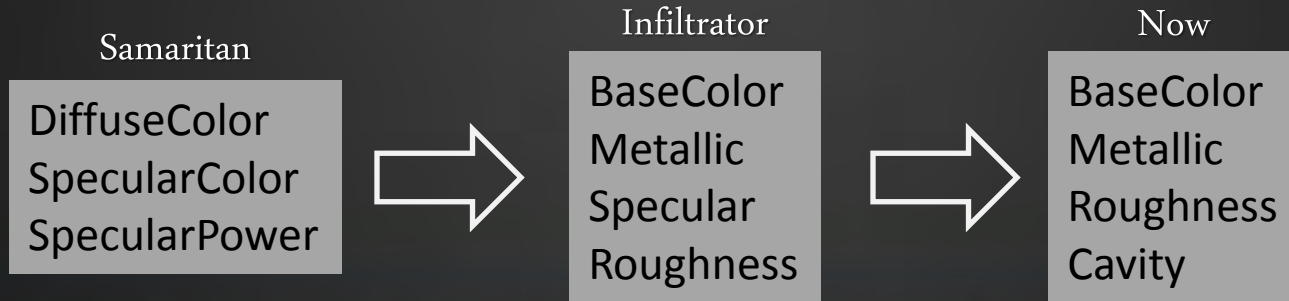 Samaritan
DiffuseColor
SpecularColor
SpecularPower
Infiltrator
BaseColor
Metallic
Specular
Roughness
Now
BaseColor
Metallic
Roughness
Cavity